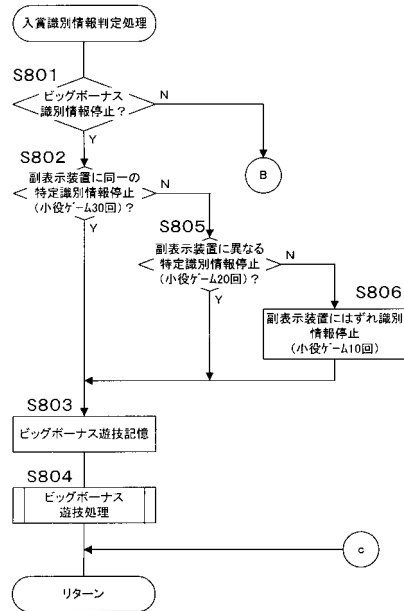 入賞識別情報判定処理
S801
ビッグボーナス
識別情報停止？
N
Y
B
S802
副表示装置に同一の
特定識別情報停止
(小役ゲーム30回)？
N
Y
S805
副表示装置に異なる
特定識別情報停止
(小役ゲーム20回)？
N
Y
S806
副表示装置にはずれ識別
情報停止
(小役ゲーム10回)
S803
ビッグボーナス遊技記憶
S804
ビッグボーナス
遊技処理
c
リターン